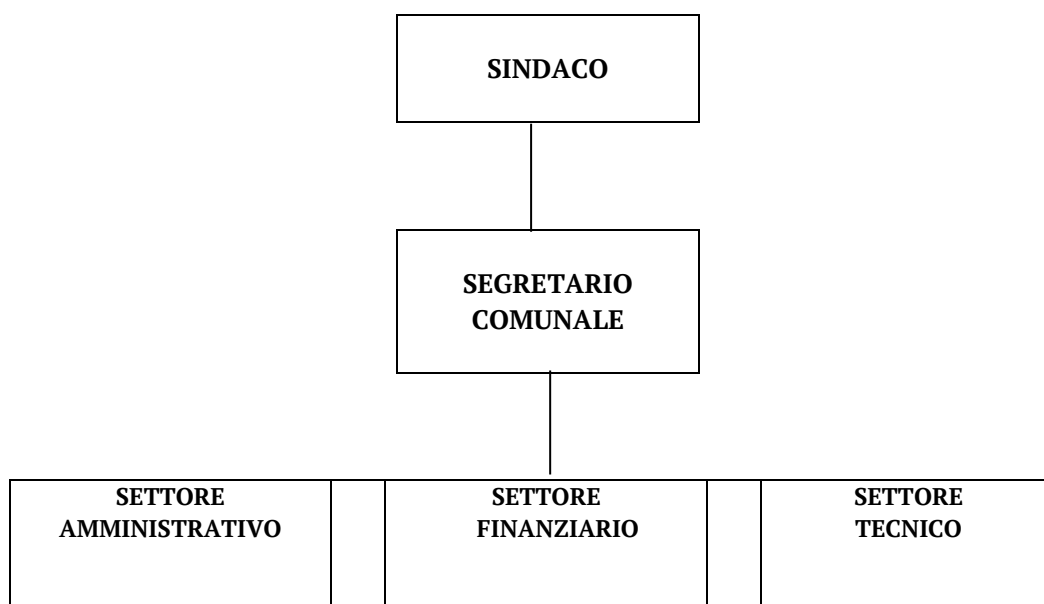 SINDACO
SEGRETARIO
COMUNALE
SETTORE
AMMINISTRATIVO
SETTORE
FINANZIARIO
SETTORE
TECNICO